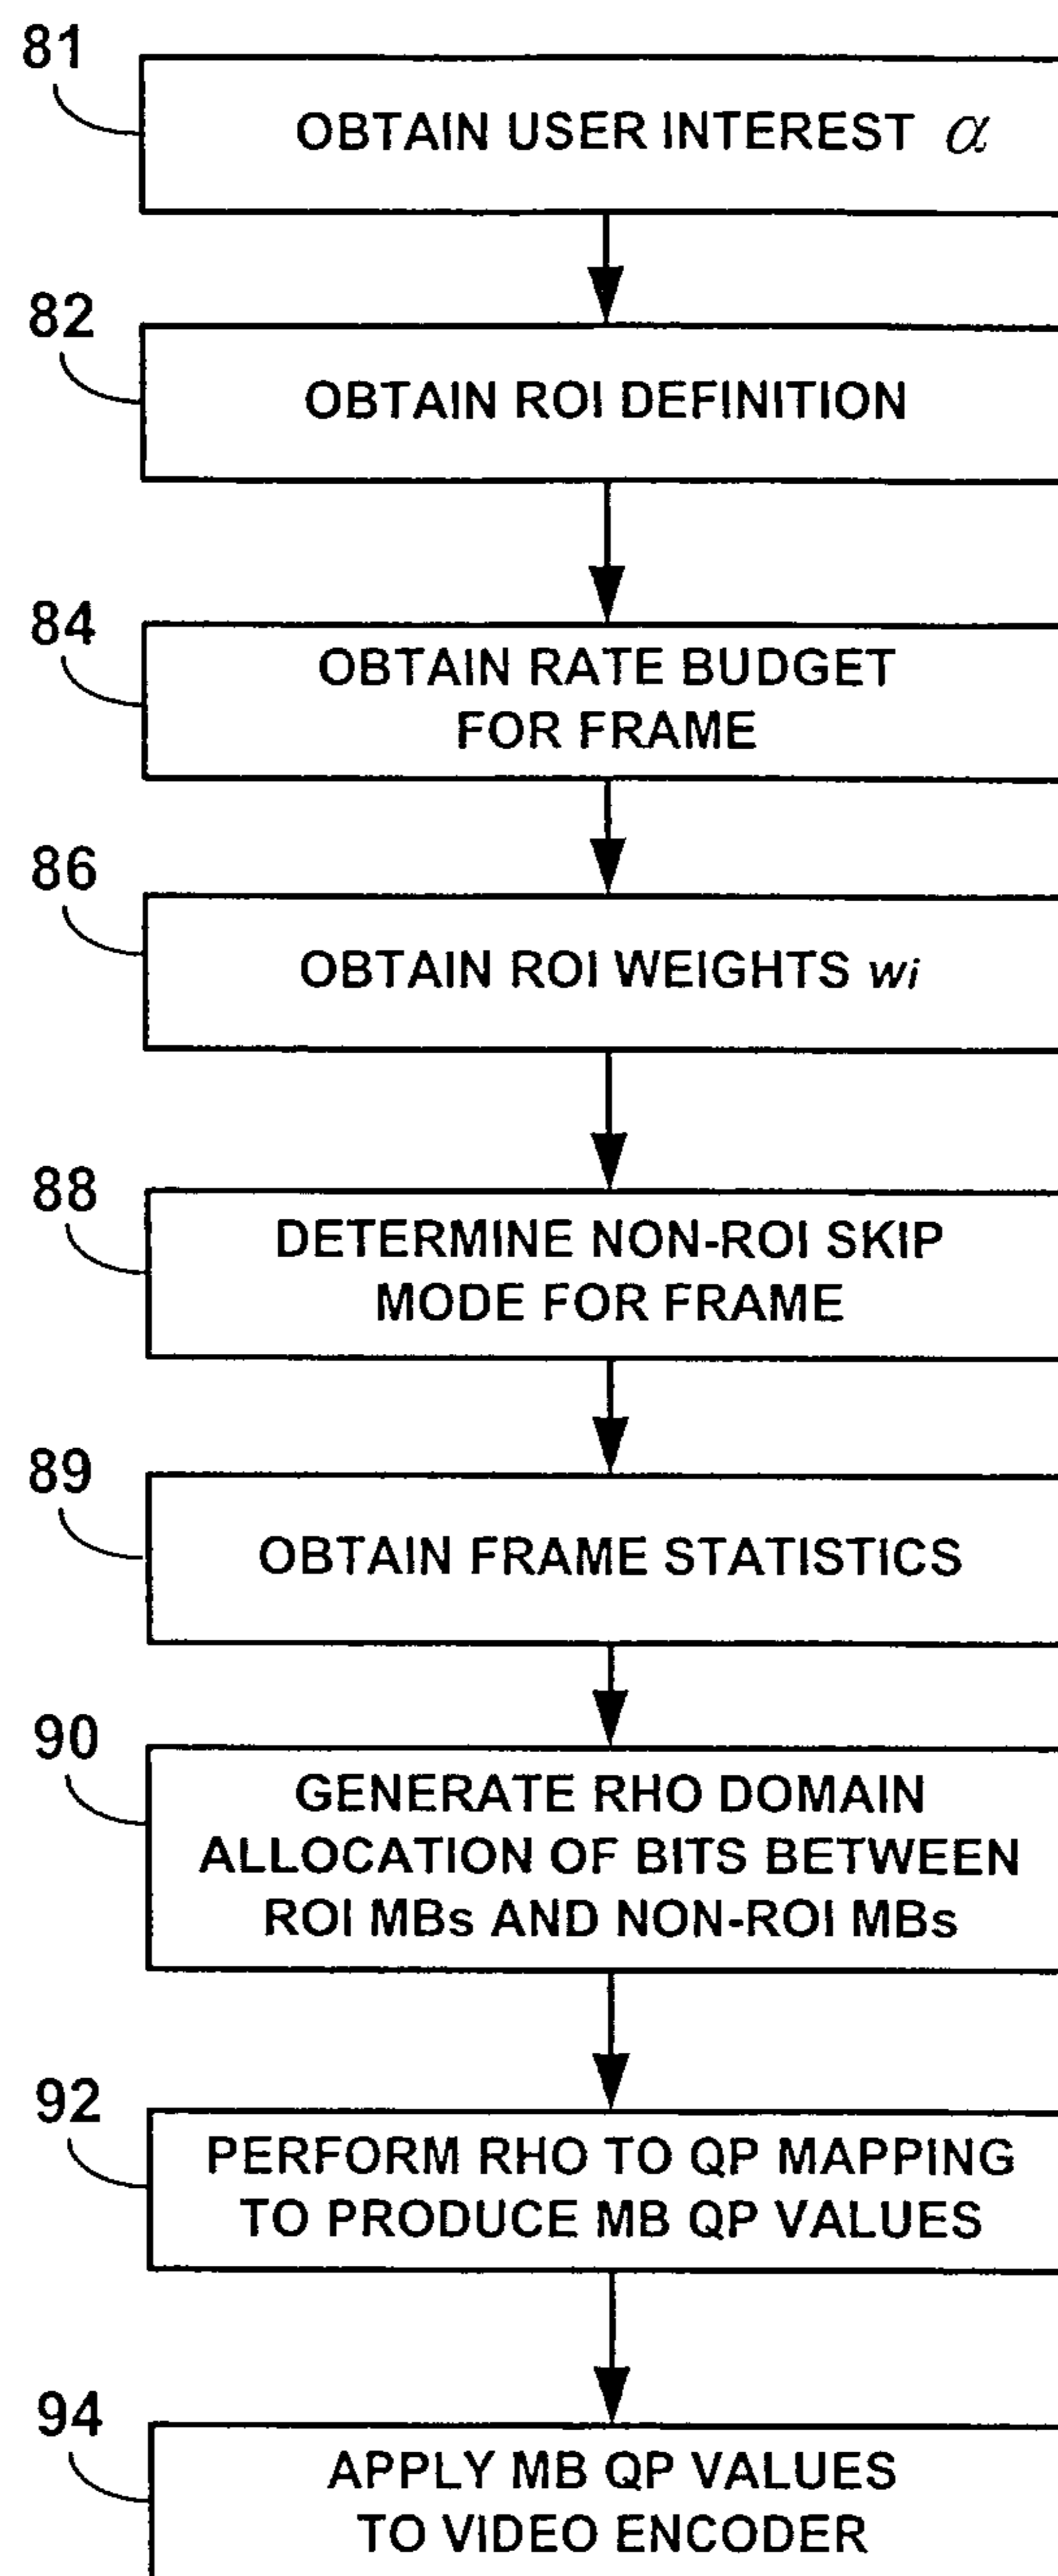 81
OBTAIN USER INTEREST α
82
OBTAIN ROI DEFINITION
84
OBTAIN RATE BUDGET
FOR FRAME
86
OBTAIN ROI WEIGHTS wi
88
DETERMINE NON-ROI SKIP
MODE FOR FRAME
89
OBTAIN FRAME STATISTICS
90
GENERATE RHO DOMAIN
ALLOCATION OF BITS BETWEEN
ROI MBs AND NON-ROI MBs
92
PERFORM RHO TO QP MAPPING
TO PRODUCE MB QP VALUES
94
APPLY MB QP VALUES
TO VIDEO ENCODER